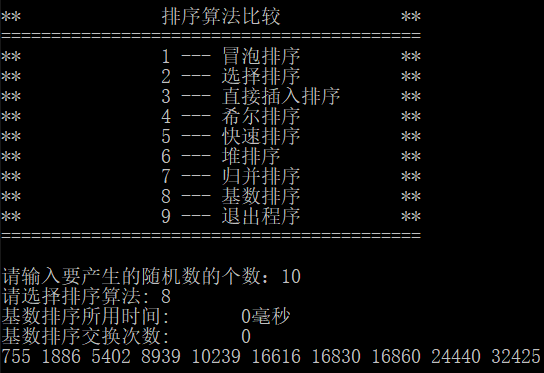 **              排序算法比较            **
==========================================
**              1 --- 冒泡排序          **
**              2 --- 选择排序          **
**              3 --- 直接插入排序      **
**              4 --- 希尔排序          **
**              5 --- 快速排序          **
**              6 --- 堆排序            **
**              7 --- 归并排序          **
**              8 --- 基数排序          **
**              9 --- 退出程序          **
==========================================
请输入要产生的随机数的个数：10
请选择排序算法: 8
基数排序所用时间:       0毫秒
基数排序交换次数:       0
755 1886 5402 8939 10239 16616 16830 16860 24440 32425